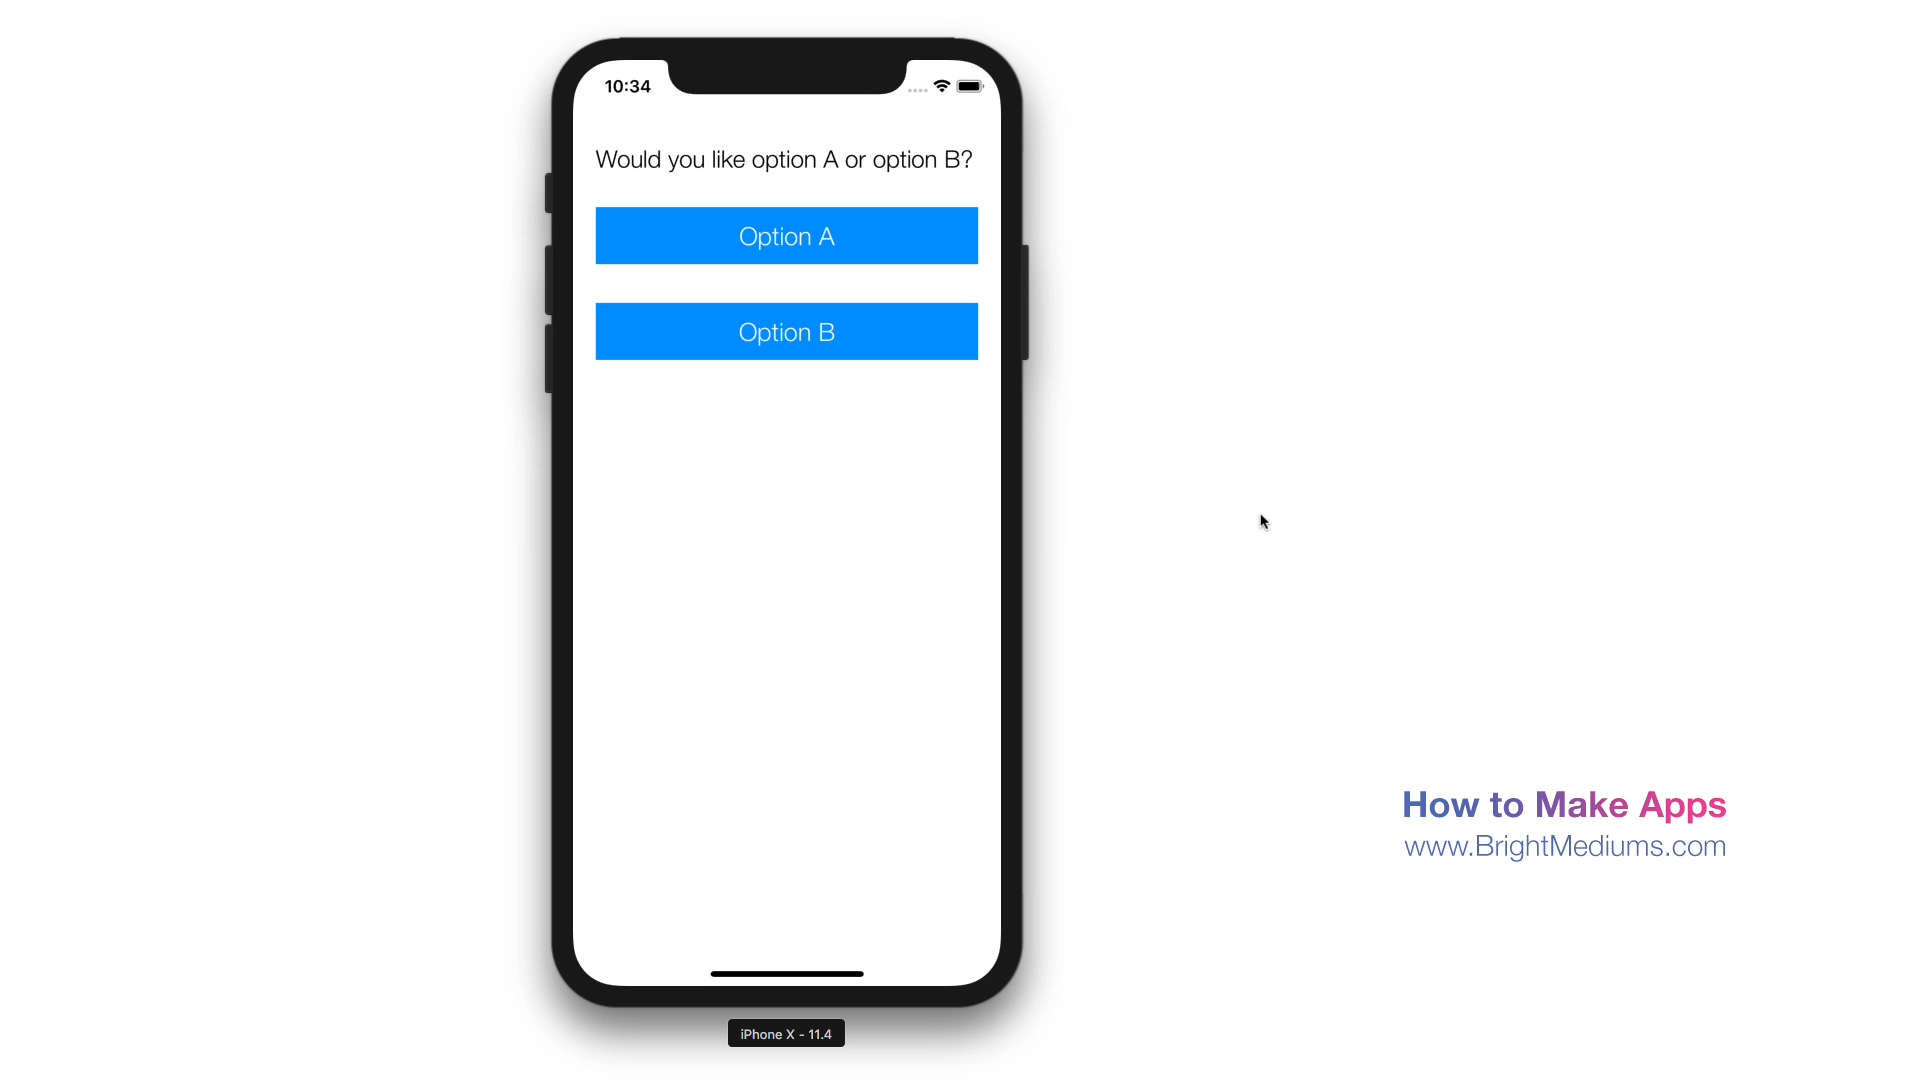 10:34
Would you like option A or option B?
Option A
Option B
How to Make Apps
www.BrightMediums.com
iPhone X - 11.4